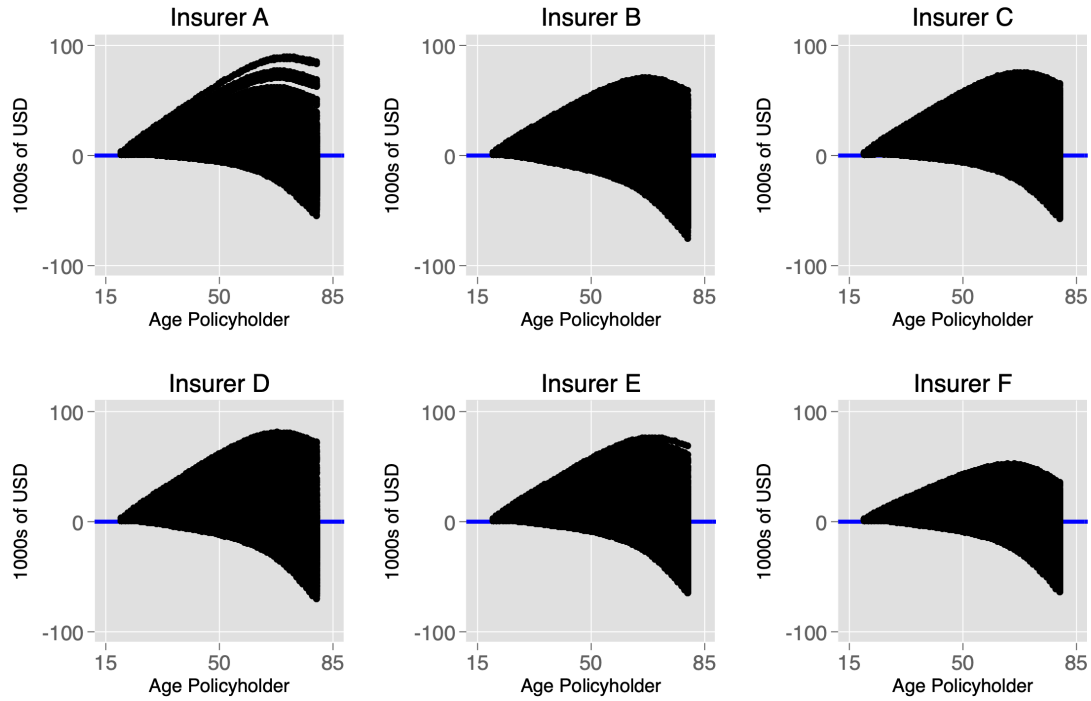 Insurer A
100
0
-100
1000s of USD
15 50 85
Age Policyholder
Insurer B
100
0
-100
1000s of USD
15 50 85
Age Policyholder
Insurer C
100
0
-100
1000s of USD
15 50 85
Age Policyholder
Insurer D
100
0
-100
1000s of USD
15 50 85
Age Policyholder
Insurer E
100
0
-100
1000s of USD
15 50 85
Age Policyholder
Insurer F
100
0
-100
1000s of USD
15 50 85
Age Policyholder